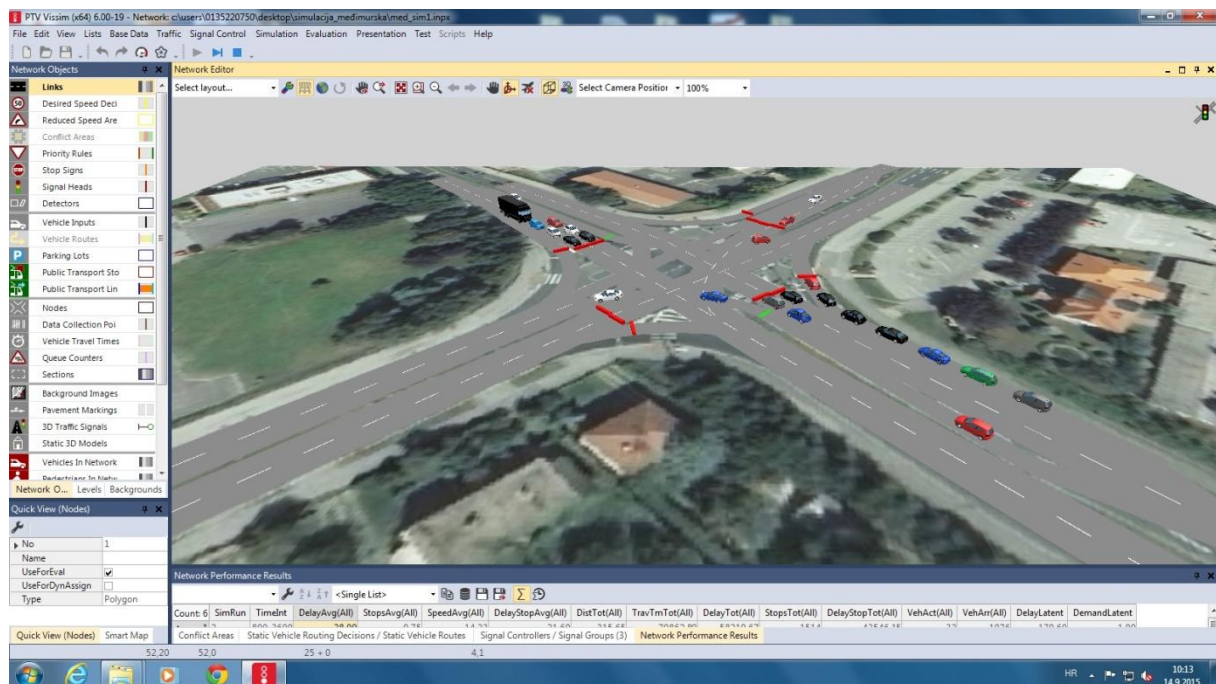 PTV Vissim (x64) 6.00-19 - Network: c:\users\0135220750\desktop\simulacija_medimurska\med_sim1.inpx
File Edit View Lists Base Data Traffic Signal Control Simulation Evaluation Presentation Test Scripts Help
Network Objects
Network Editor
Select layout...
Select Camera Position
100%
Links
Desired Speed Deci
Reduced Speed Are
Conflict Areas
Priority Rules
Stop Signs
Signal Heads
Detectors
Vehicle Inputs
Vehicle Routes
Parking Lots
Public Transport Sto
Public Transport Lin
Nodes
Data Collection Poi
Vehicle Travel Times
Queue Counters
Sections
Background Images
Pavement Markings
3D Traffic Signals
Static 3D Models
Vehicles In Network
Pedestrians In Netw
Network O... Levels Backgrounds
Quick View (Nodes)
No 1
Name
UseForEval
UseForDynAssign
Type Polygon
Quick View (Nodes) Smart Map
Network Performance Results
<Single List>
Count: 6 SimRun TimeInt DelayAvg(All) StopsAvg(All) SpeedAvg(All) DelayStopAvg(All) DistTot(All) TravTmTot(All) DelayTot(All) StopsTot(All) DelayStopTot(All) VehAct(All) VehArr(All) DelayLatent DemandLatent
Conflict Areas Static Vehicle Routing Decisions / Static Vehicle Routes Signal Controllers / Signal Groups (3) Network Performance Results
52,20 52,0 25 + 0 4,1
HR 10:13
14.9.2015